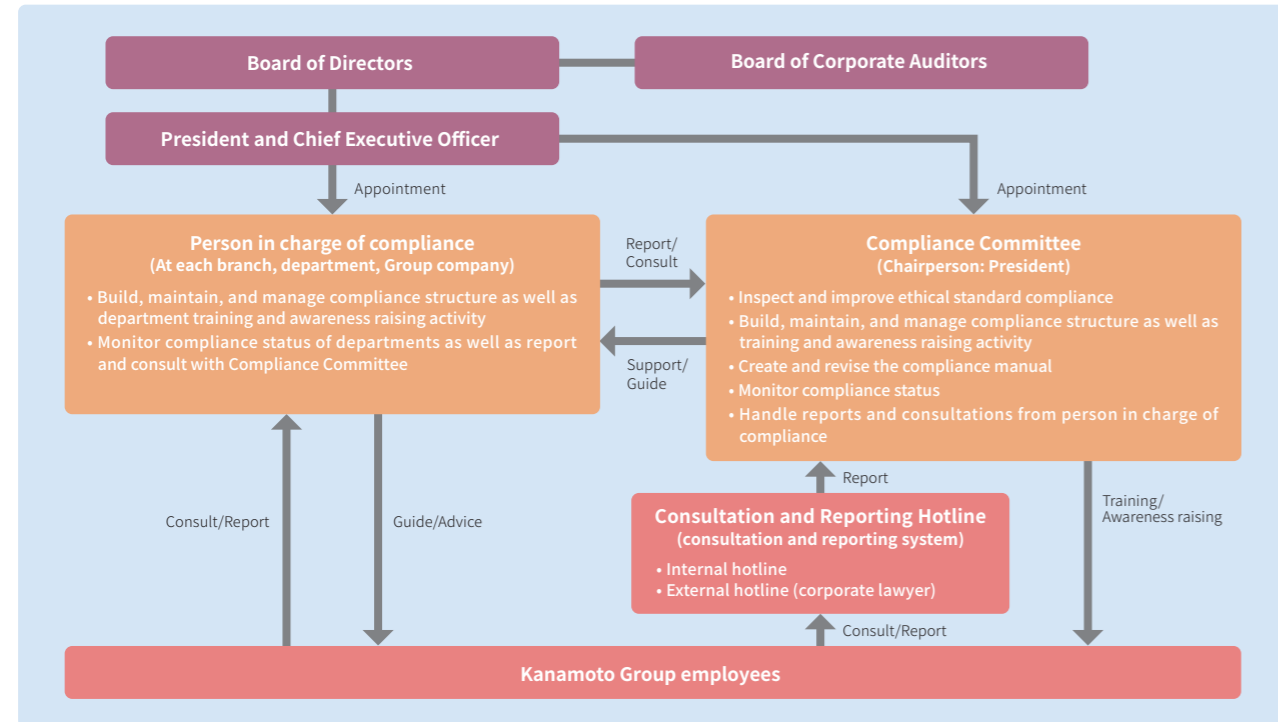 Board of Directors
Board of Corporate Auditors
President and Chief Executive Officer
Appointment
Appointment
Person in charge of compliance
(At each branch, department, Group company)
• Build, maintain, and manage compliance structure as well as
department training and awareness raising activity
• Monitor compliance status of departments as well as report
and consult with Compliance Committee
Report/
Consult
Support/
Guide
Compliance Committee
(Chairperson: President)
• Inspect and improve ethical standard compliance
• Build, maintain, and manage compliance structure as well as
training and awareness raising activity
• Create and revise the compliance manual
• Monitor compliance status
• Handle reports and consultations from person in charge of
compliance
Consult/Report
Guide/Advice
Report
Consultation and Reporting Hotline
(consultation and reporting system)
• Internal hotline
• External hotline (corporate lawyer)
Training/
Awareness raising
Consult/Report
Kanamoto Group employees